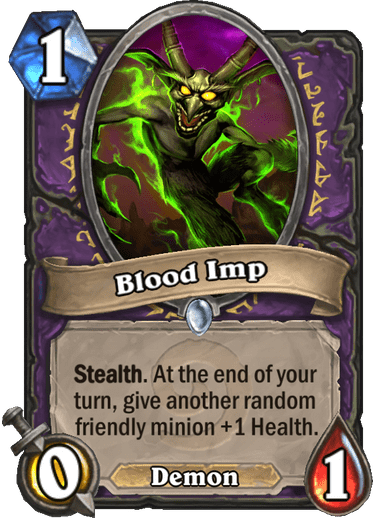 1
Blood Imp
Stealth. At the end of your
turn, give another random
friendly minion +1 Health.
0
Demon
1